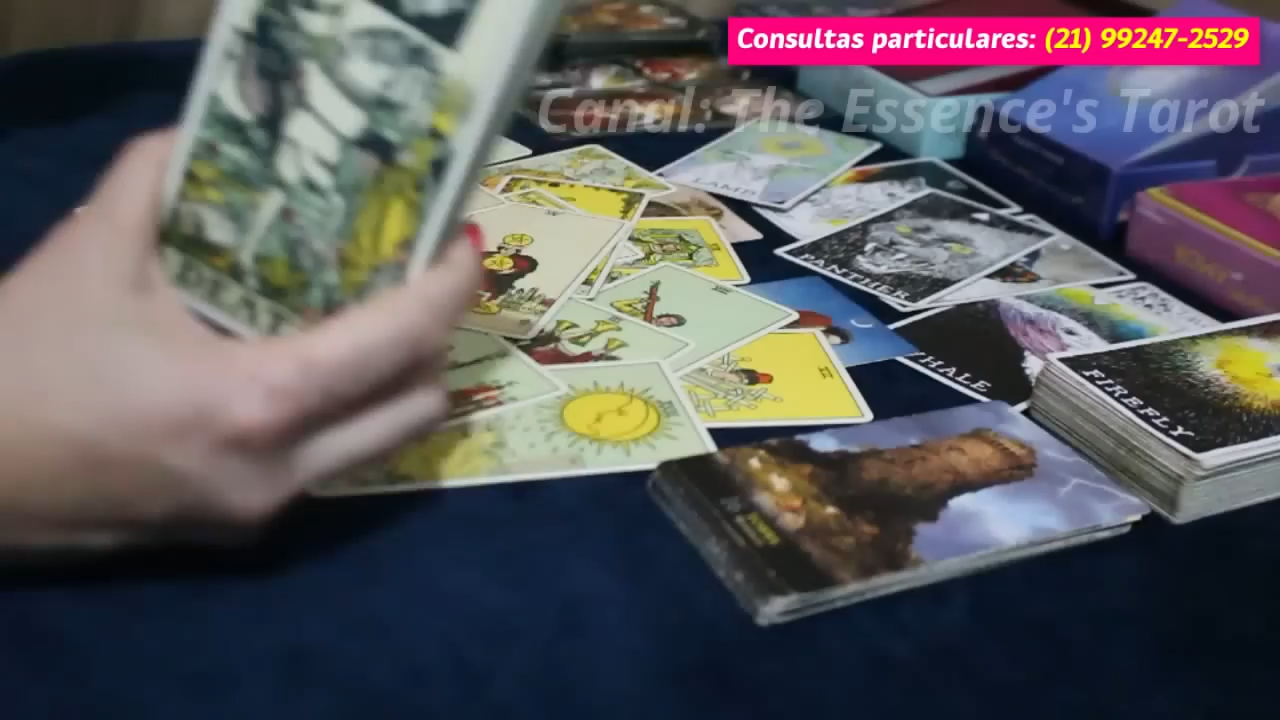 Consultas particulares: (21) 99247-2529
Canal: The Essence's Tarot
LAMB
PANTHER
WHALE
FIREFLY